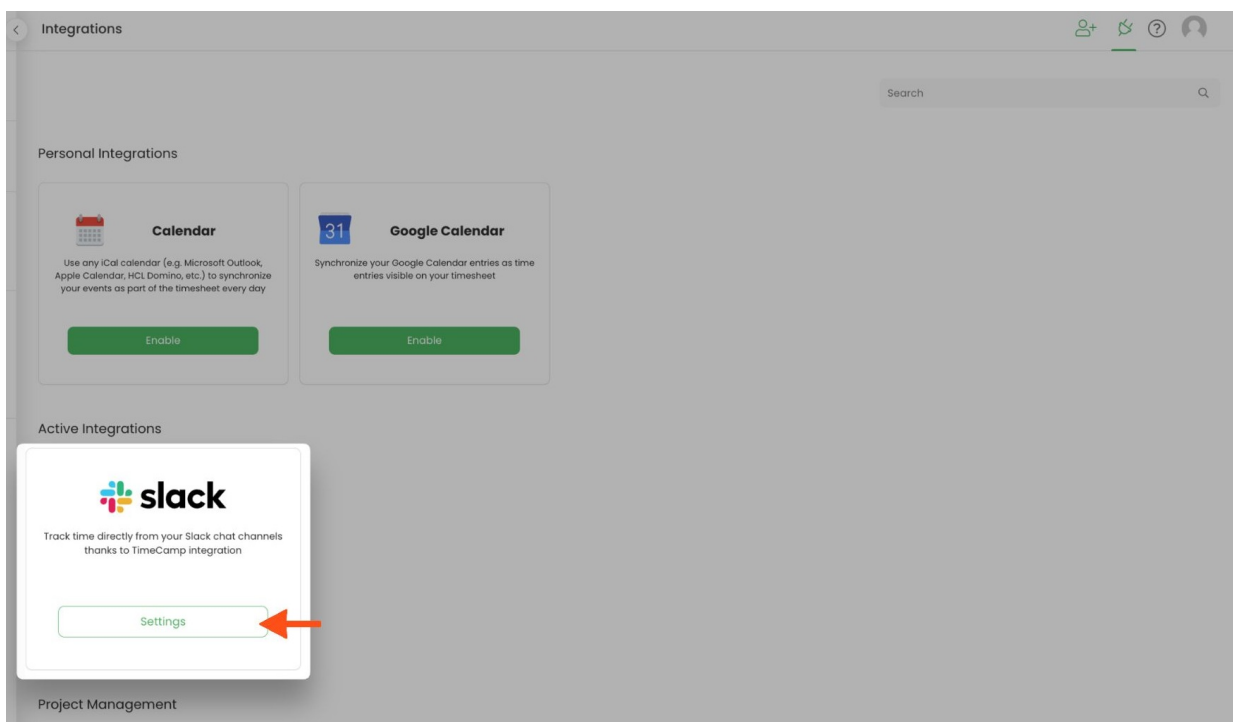 Integrations
Search
Personal Integrations
Calendar
Use any iCal calendar (e.g. Microsoft Outlook,
Apple Calendar, HCL Domino, etc.) to synchronize
your events as part of the timesheet every day
Enable
31
Google Calendar
Synchronize your Google Calendar entries as time
entries visible on your timesheet
Enable
Active Integrations
slack
Track time directly from your Slack chat channels
thanks to TimeCamp integration
Settings
Project Management